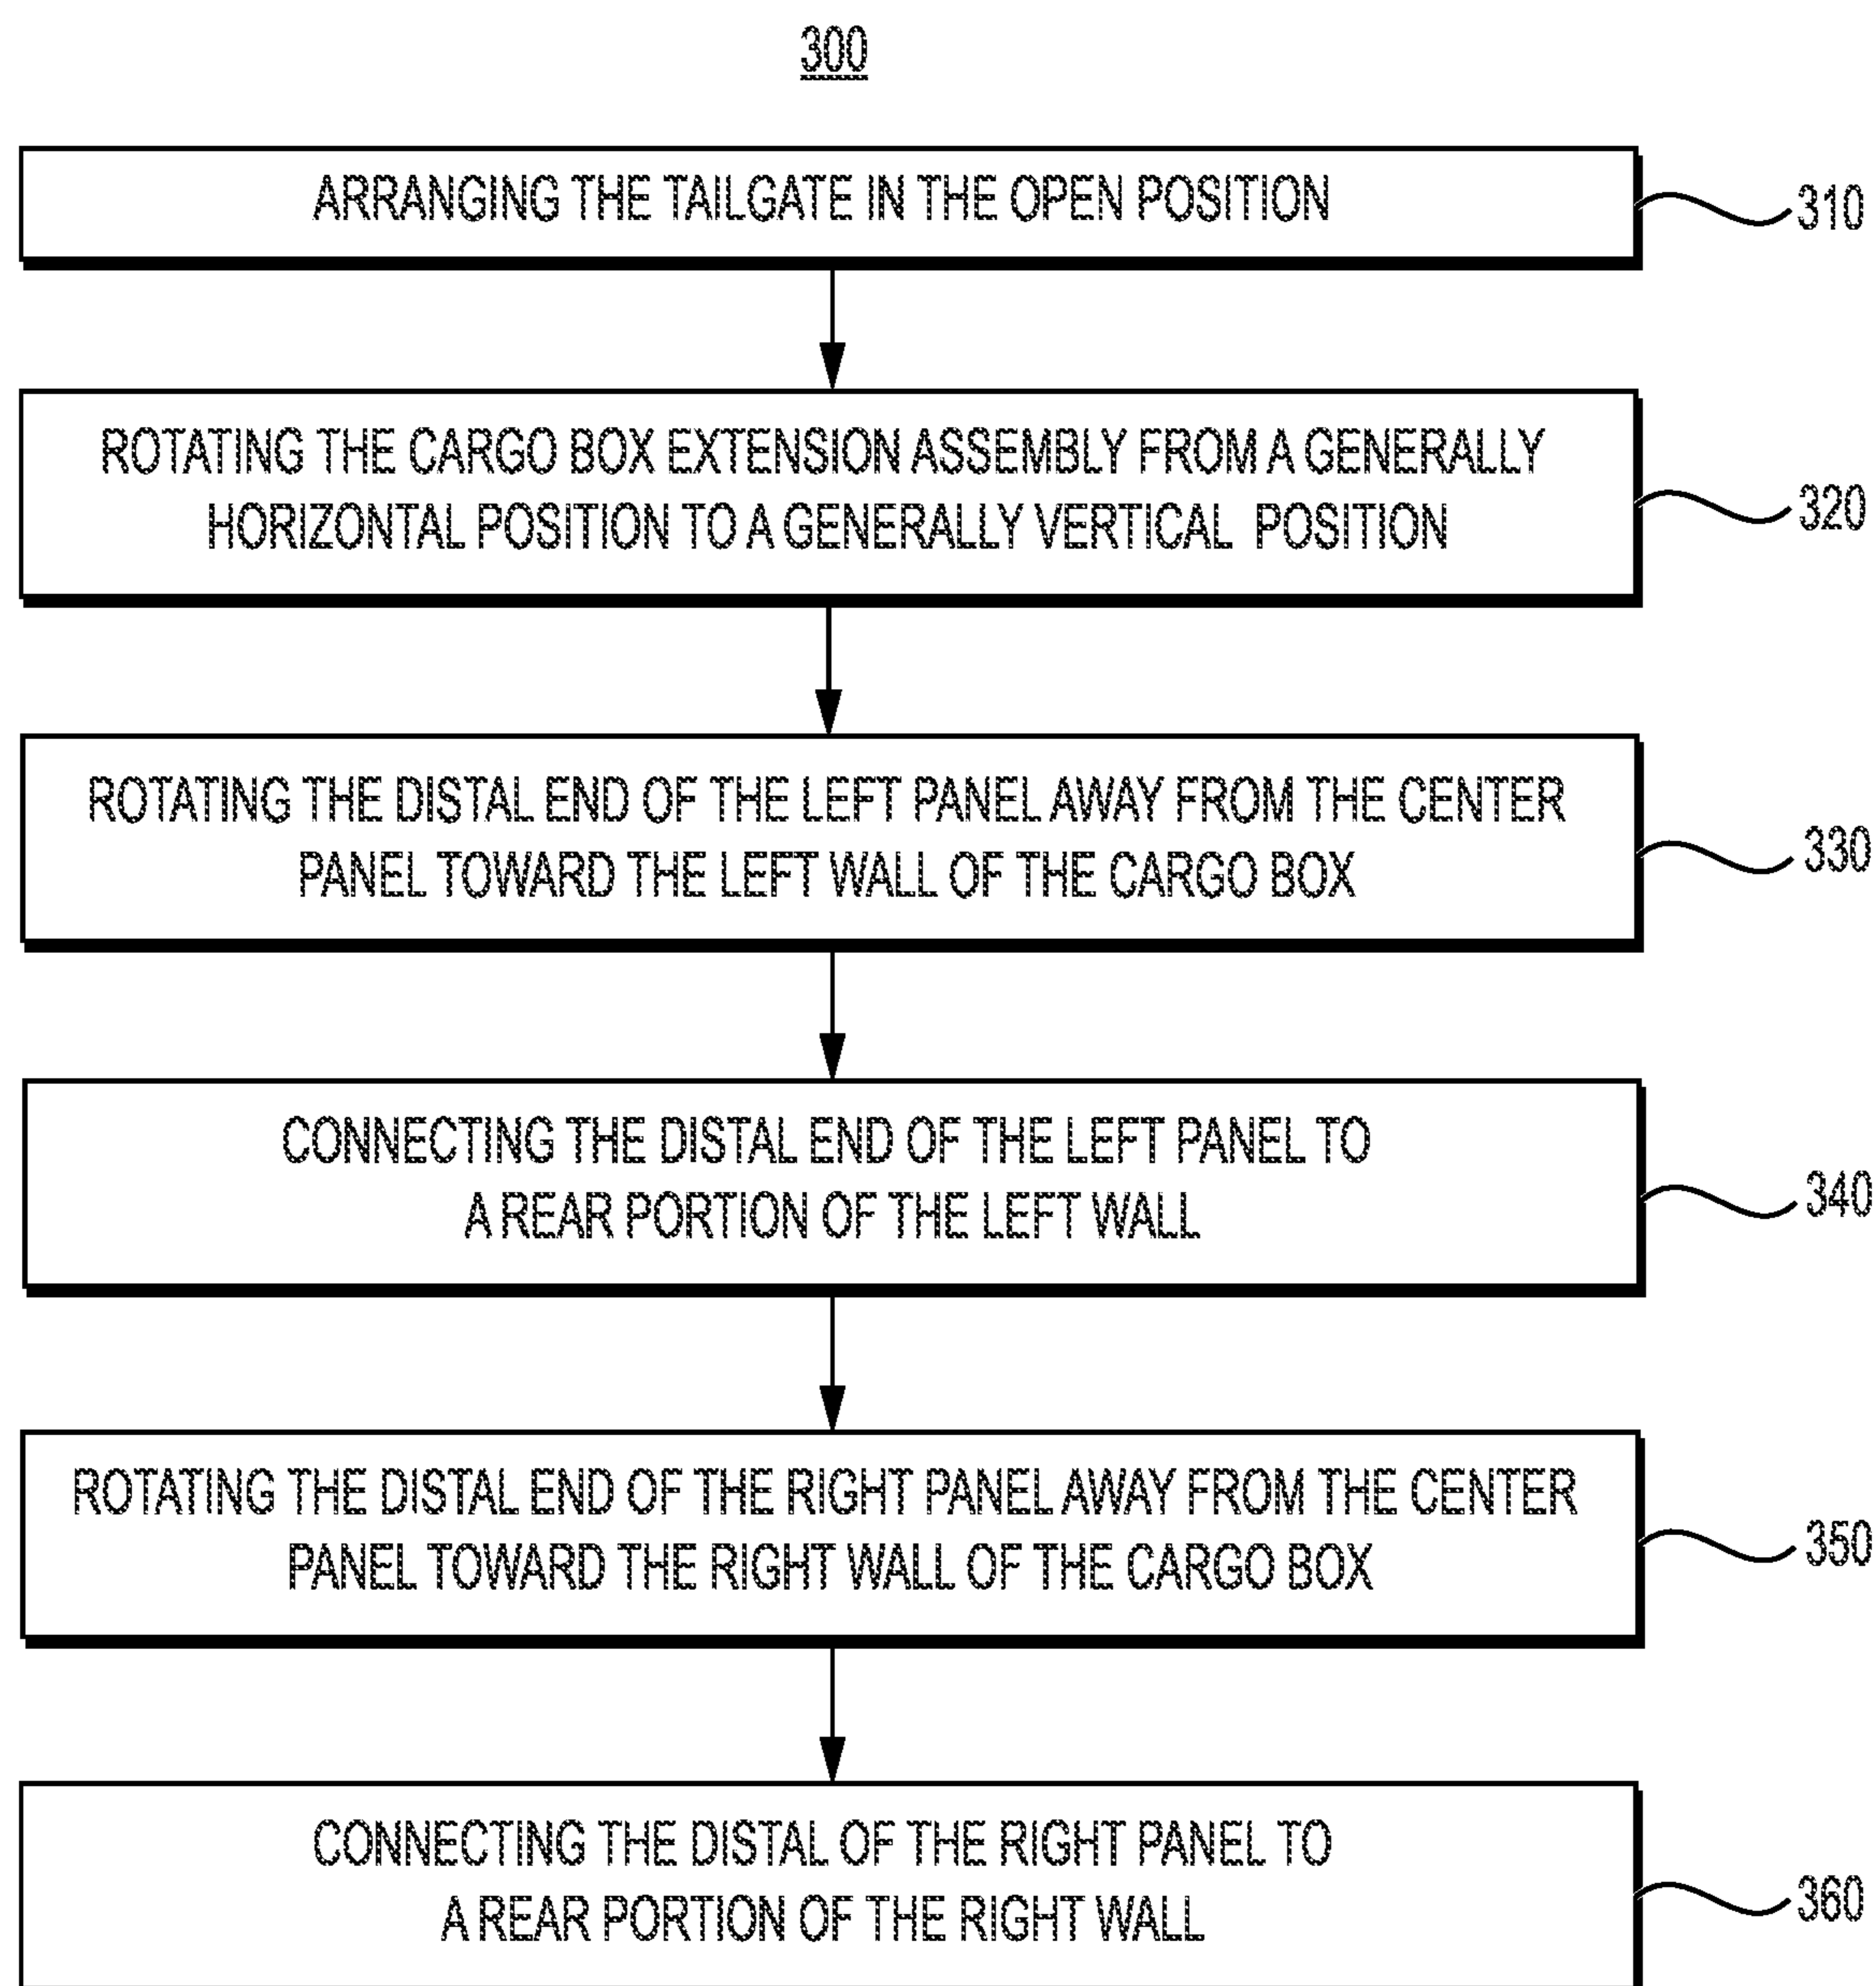 300
ARRANGING THE TAILGATE IN THE OPEN POSITION
310
ROTATING THE CARGO BOX EXTENSION ASSEMBLY FROM A GENERALLY
HORIZONTAL POSITION TO A GENERALLY VERTICAL POSITION
320
ROTATING THE DISTAL END OF THE LEFT PANEL AWAY FROM THE CENTER
PANEL TOWARD THE LEFT WALL OF THE CARGO BOX
330
CONNECTING THE DISTAL END OF THE LEFT PANEL TO
A REAR PORTION OF THE LEFT WALL
340
ROTATING THE DISTAL END OF THE RIGHT PANEL AWAY FROM THE CENTER
PANEL TOWARD THE RIGHT WALL OF THE CARGO BOX
350
CONNECTING THE DISTAL OF THE RIGHT PANEL TO
A REAR PORTION OF THE RIGHT WALL
360